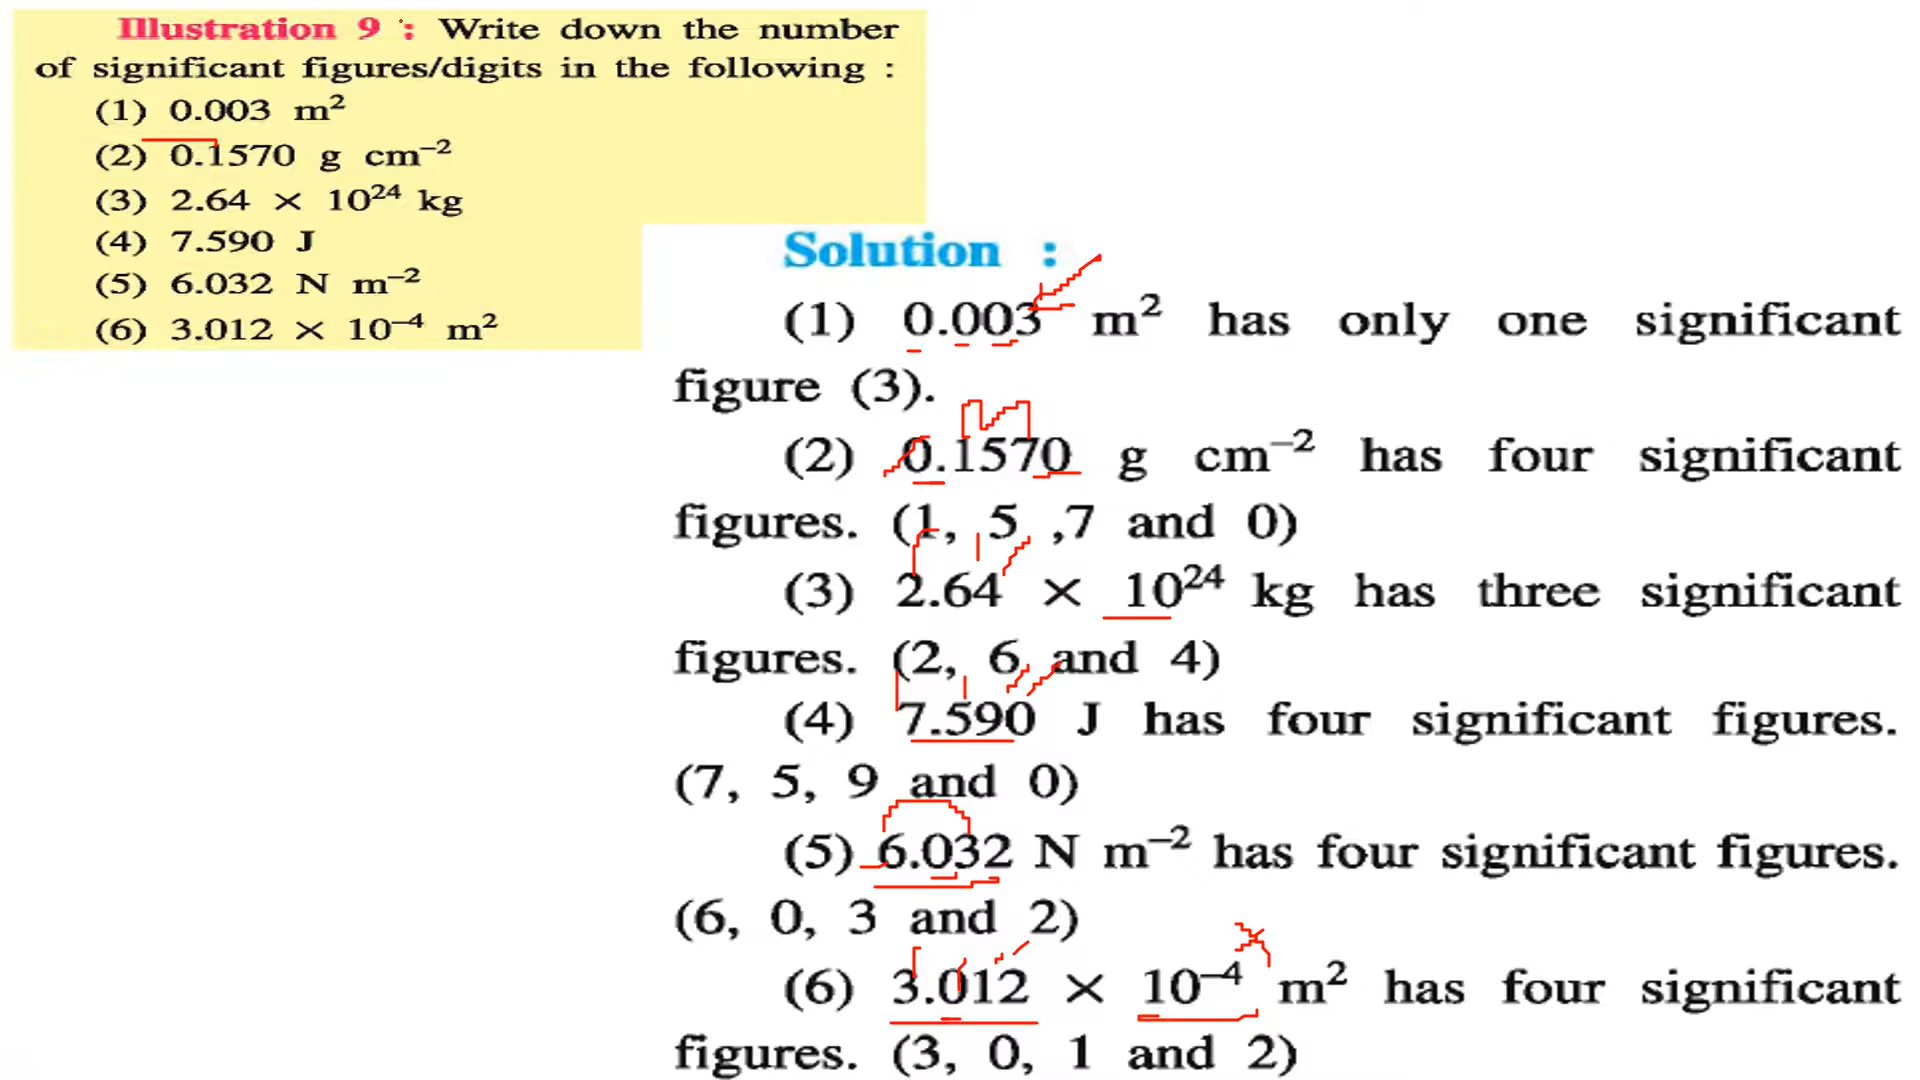 Illustration 9 : Write down the number
of significant figures/digits in the following :
(1) 0.003 m²
(2) 0.1570 g cm⁻²
(3) 2.64 × 10²⁴ kg
(4) 7.590 J
(5) 6.032 N m⁻²
(6) 3.012 × 10⁻⁴ m²
Solution :
(1) 0.003 m² has only one significant
figure (3).
(2) 0.1570 g cm⁻² has four significant
figures. (1, 5 ,7 and 0)
(3) 2.64 × 10²⁴ kg has three significant
figures. (2, 6, and 4)
(4) 7.590 J has four significant figures.
(7, 5, 9 and 0)
(5) 6.032 N m⁻² has four significant figures.
(6, 0, 3 and 2)
(6) 3.012 × 10⁻⁴ m² has four significant
figures. (3, 0, 1 and 2)